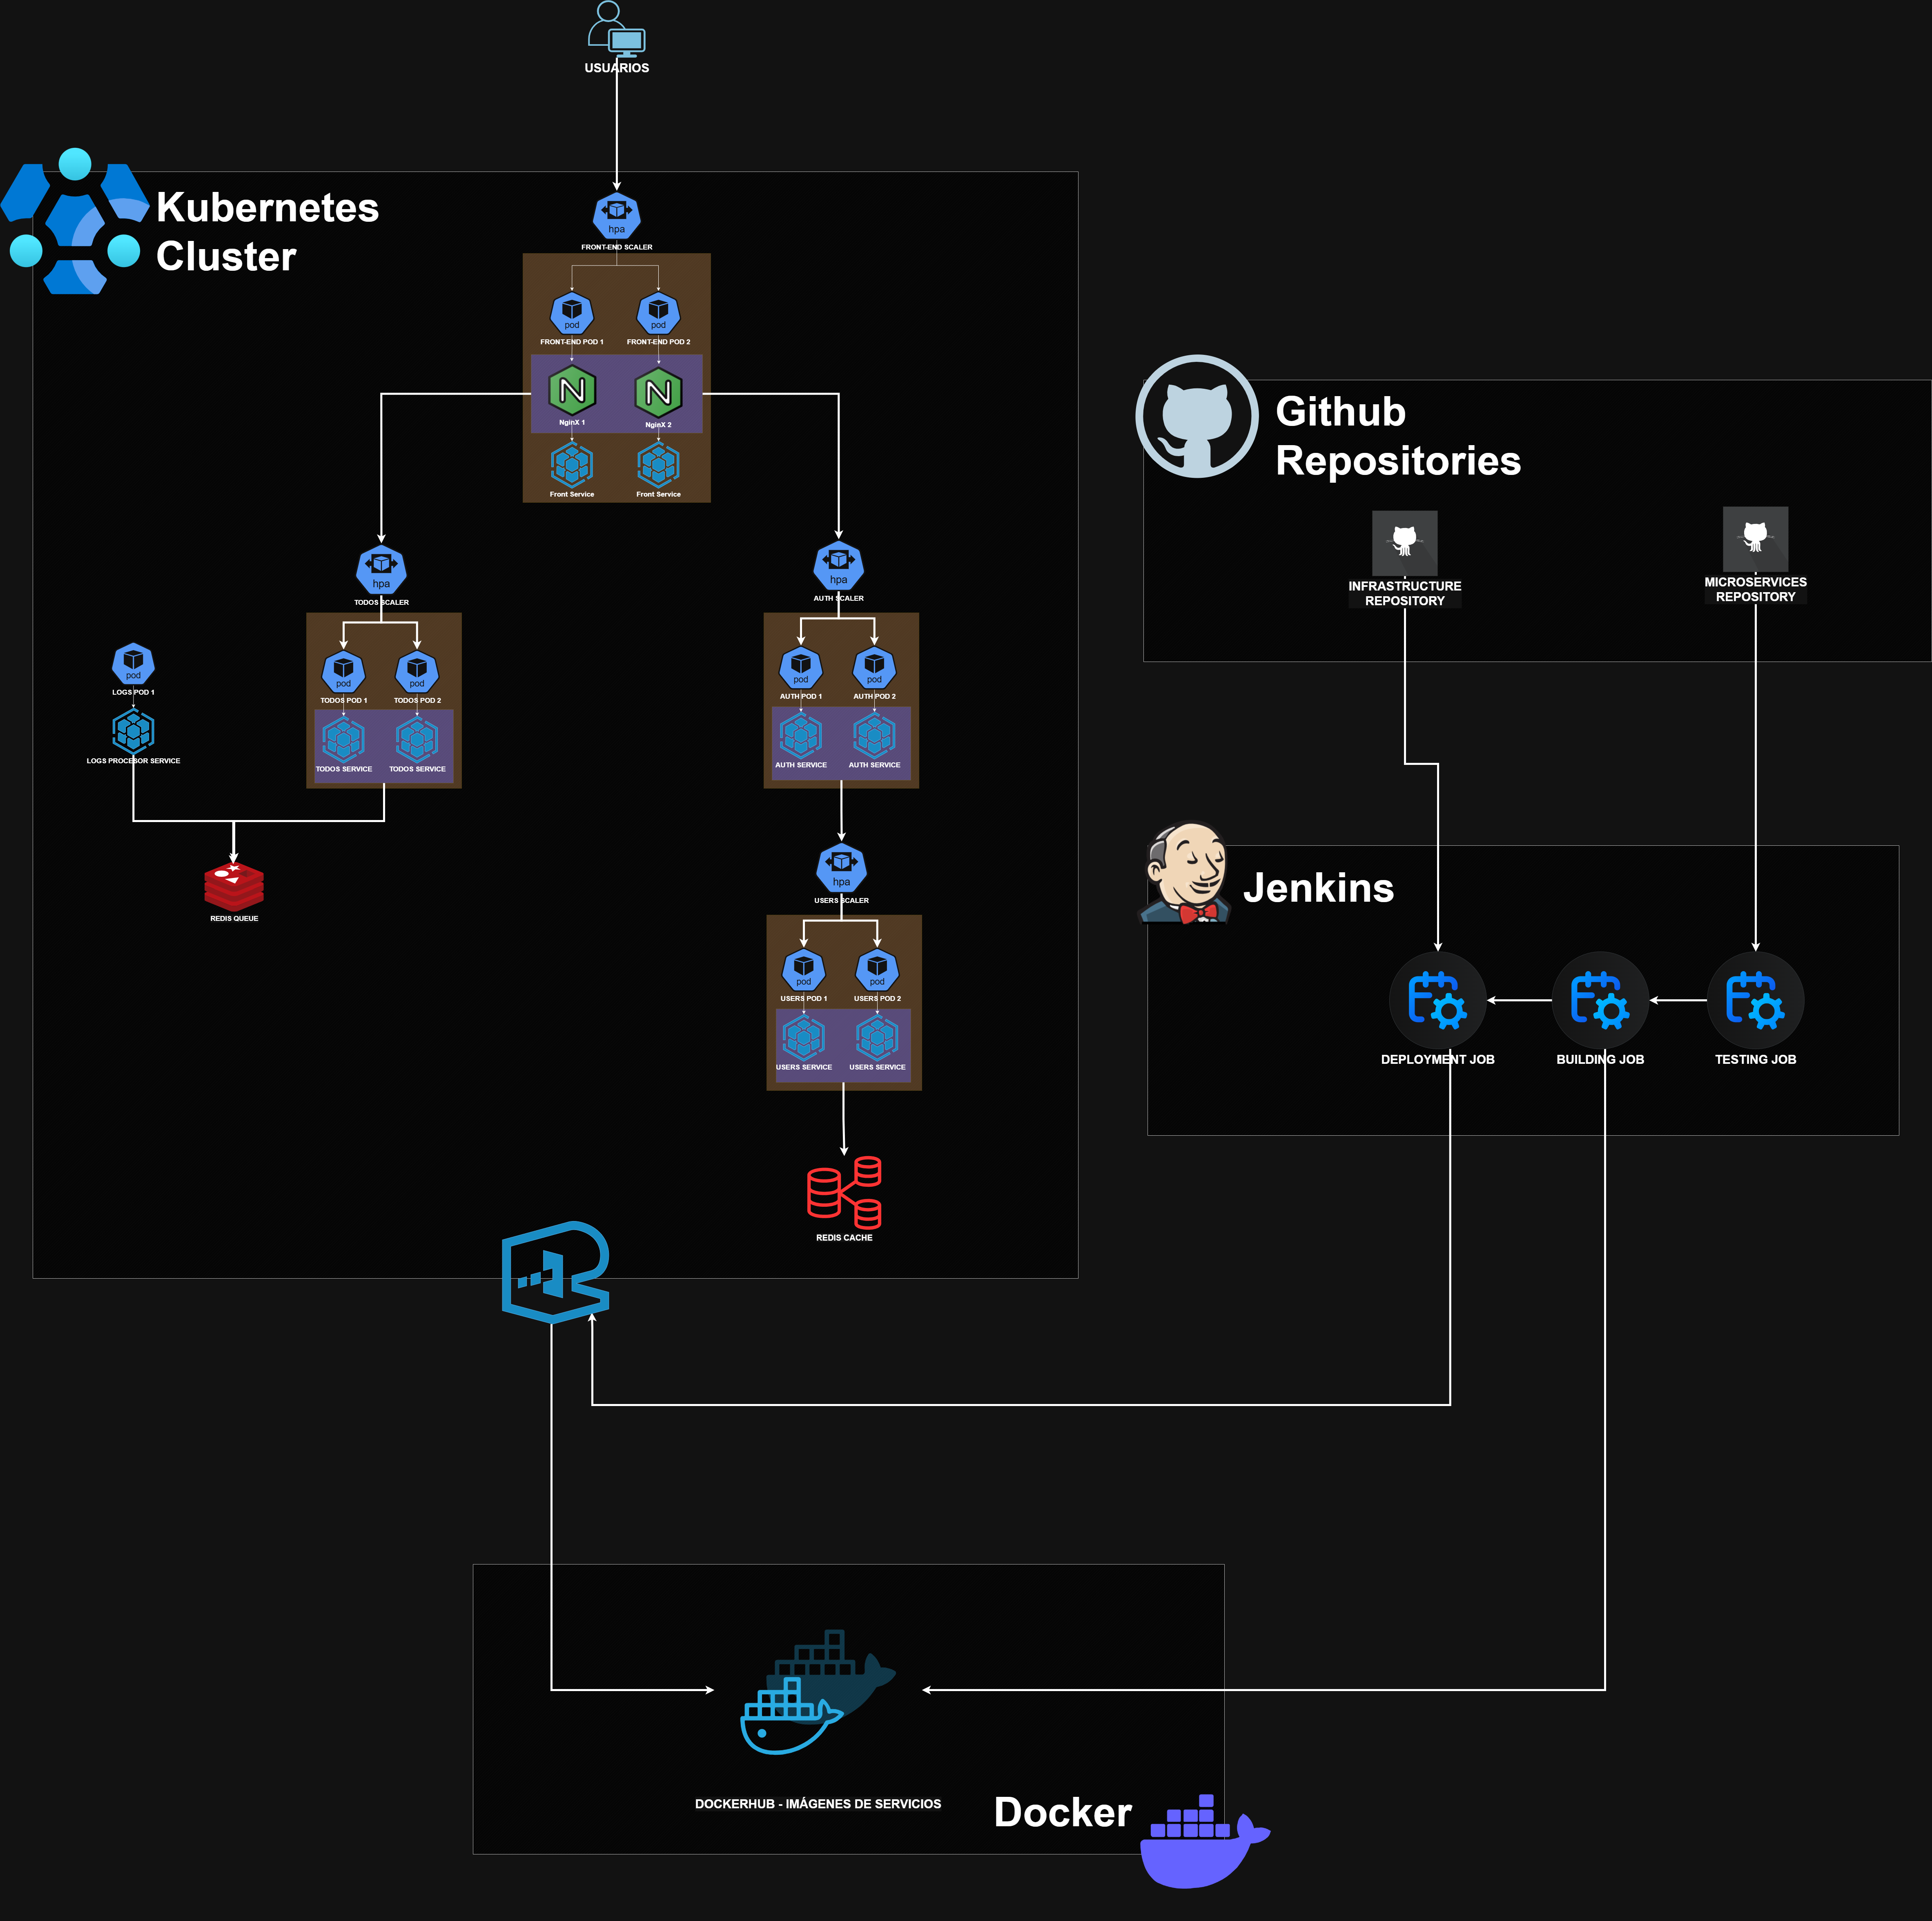 USUARIOS
Kubernetes
Cluster
hpa
FRONT-END SCALER
pod
pod
FRONT-END POD 1
FRONT-END POD 2
NginX 1
NginX 2
Front Service
Front Service
hpa
TODOS SCALER
hpa
AUTH SCALER
pod
LOGS POD 1
LOGS PROCESOR SERVICE
pod
pod
TODOS POD 1
TODOS POD 2
TODOS SERVICE
TODOS SERVICE
pod
pod
AUTH POD 1
AUTH POD 2
AUTH SERVICE
AUTH SERVICE
REDIS QUEUE
hpa
USERS SCALER
pod
pod
USERS POD 1
USERS POD 2
USERS SERVICE
USERS SERVICE
REDIS CACHE
Github
Repositories
INFRASTRUCTURE
REPOSITORY
MICROSERVICES
REPOSITORY
Jenkins
DEPLOYMENT JOB
BUILDING JOB
TESTING JOB
DOCKERHUB - IMÁGENES DE SERVICIOS
Docker